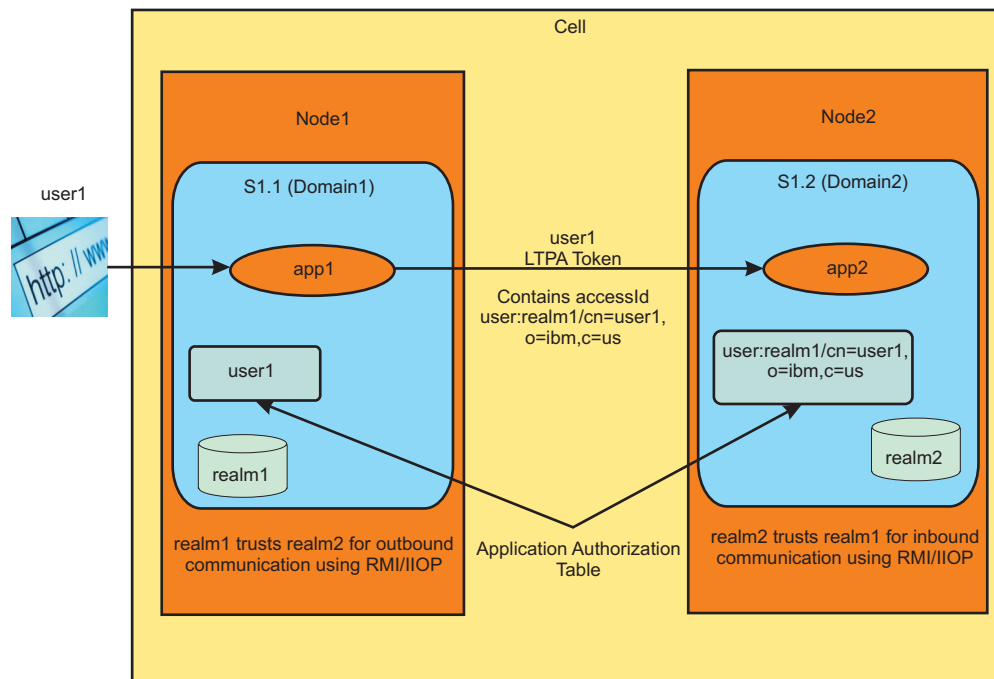 Cell
Node1
Node2
user1
http: // www
S1.1 (Domain1)
S1.2 (Domain2)
app1
user1
LTPA Token
app2
Contains accessId
user:realm1/cn=user1,
o=ibm,c=us
user1
user:realm1/cn=user1,
o=ibm,c=us
realm1
realm2
realm1 trusts realm2 for outbound
communication using RMI/IIOP
Application Authorization
Table
realm2 trusts realm1 for inbound
communication using RMI/IIOP